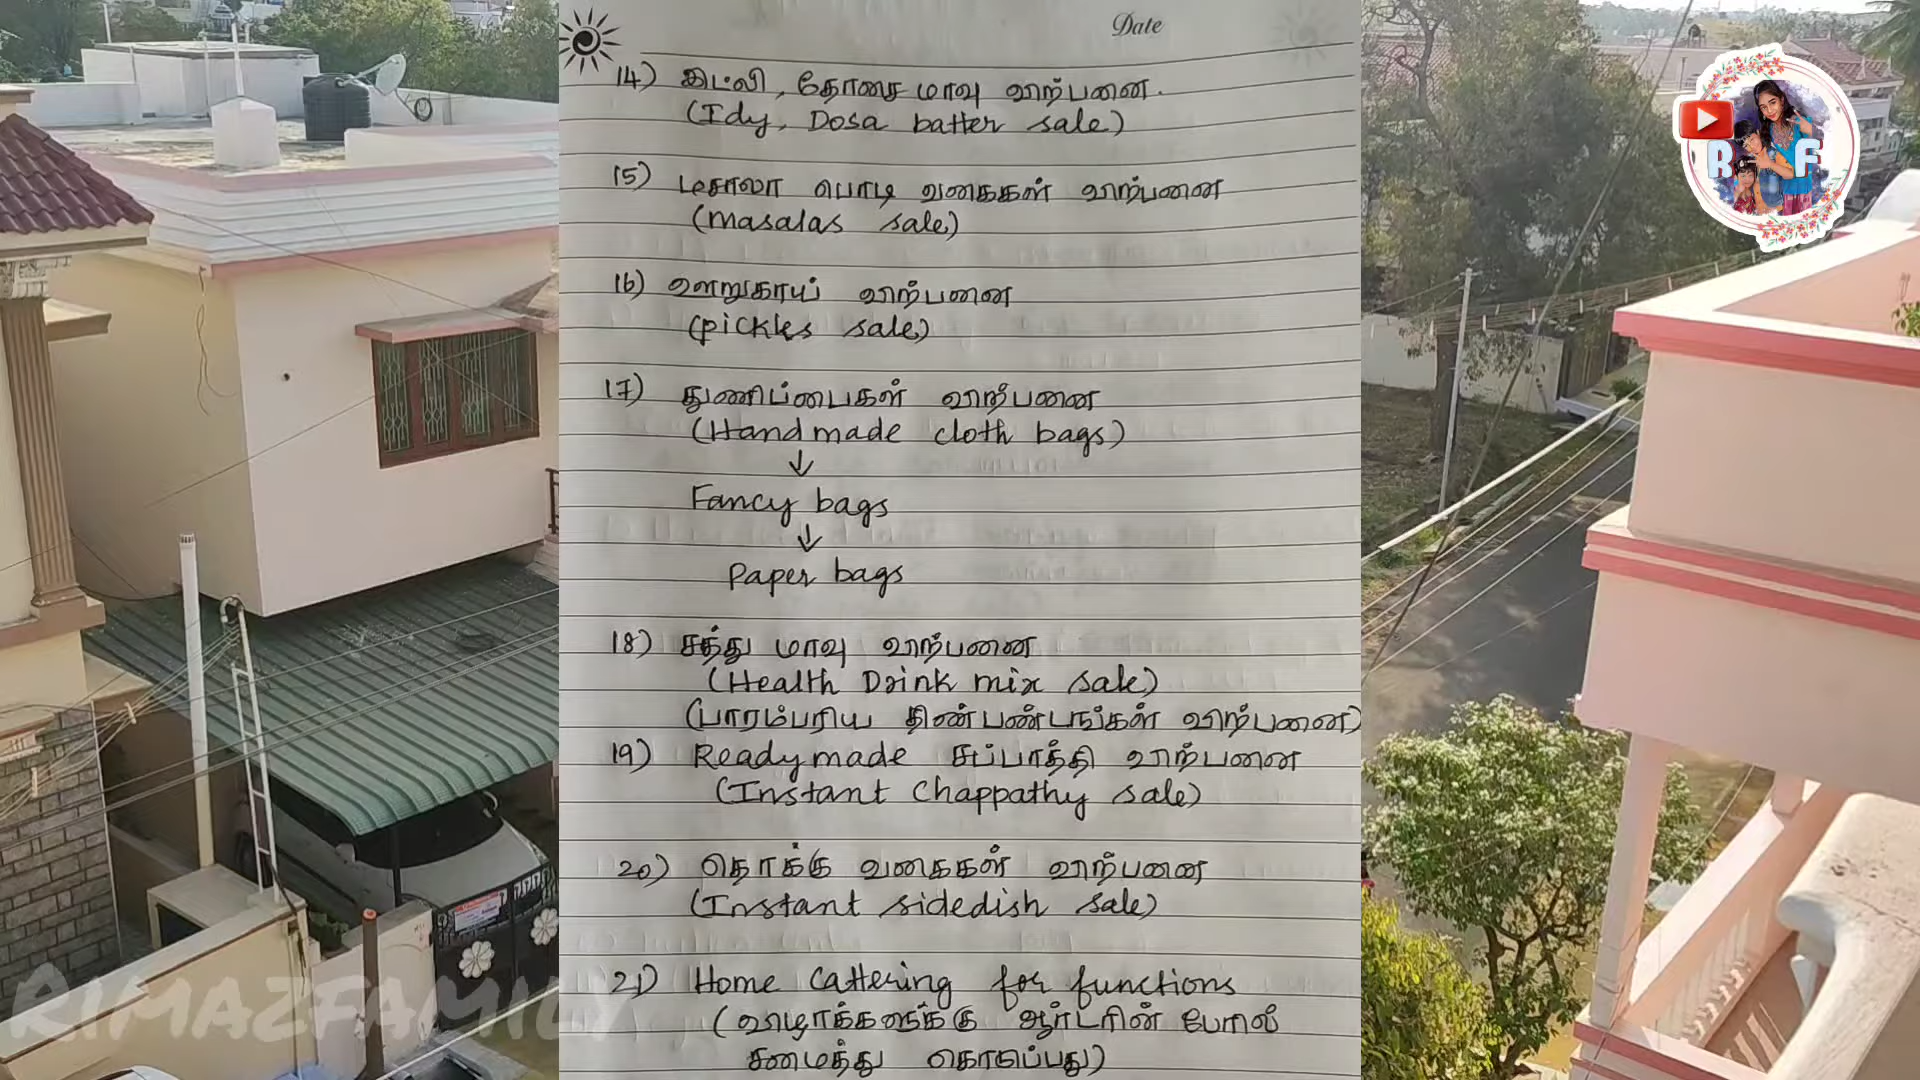 Date
14) இட்லி, தோசை மாவு விற்பனை.
(Idy, Dosa batter sale)
15) மசாலா பொடி வகைகள் விற்பனை
(masalas sale)
16) ஊறுகாய் விற்பனை
(pickles sale)
17) துணிப்பைகள் விற்பனை
(Handmade cloth bags)
↓
Fancy bags
↓
Paper bags
18) சத்து மாவு விற்பனை
(Health Drink mix sale)
(பாரம்பரிய தின்பண்டங்கள் விற்பனை)
19) Readymade சப்பாத்தி விற்பனை
(Instant Chappathy sale)
20) தொக்கு வகைகள் விற்பனை
(Instant sidedish sale)
21) Home Cattering for functions
(விழாக்களுக்கு ஆர்டரின் பேரில்
சமைத்து கொடுப்பது)
R F
RIMAZFAMILY